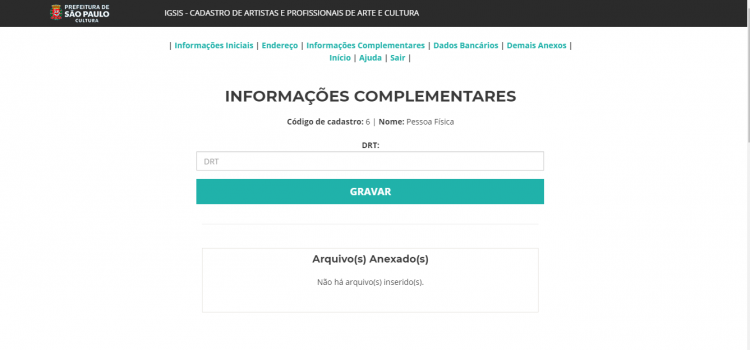 PREFEITURA DE
SÃO PAULO
CULTURA
IGSIS - CADASTRO DE ARTISTAS E PROFISSIONAIS DE ARTE E CULTURA
| Informações Iniciais | Endereço | Informações Complementares | Dados Bancários | Demais Anexos |
Início | Ajuda | Sair |
INFORMAÇÕES COMPLEMENTARES
Código de cadastro: 6 | Nome: Pessoa Física
DRT:
DRT
GRAVAR
Arquivo(s) Anexado(s)
Não há arquivo(s) inserido(s).